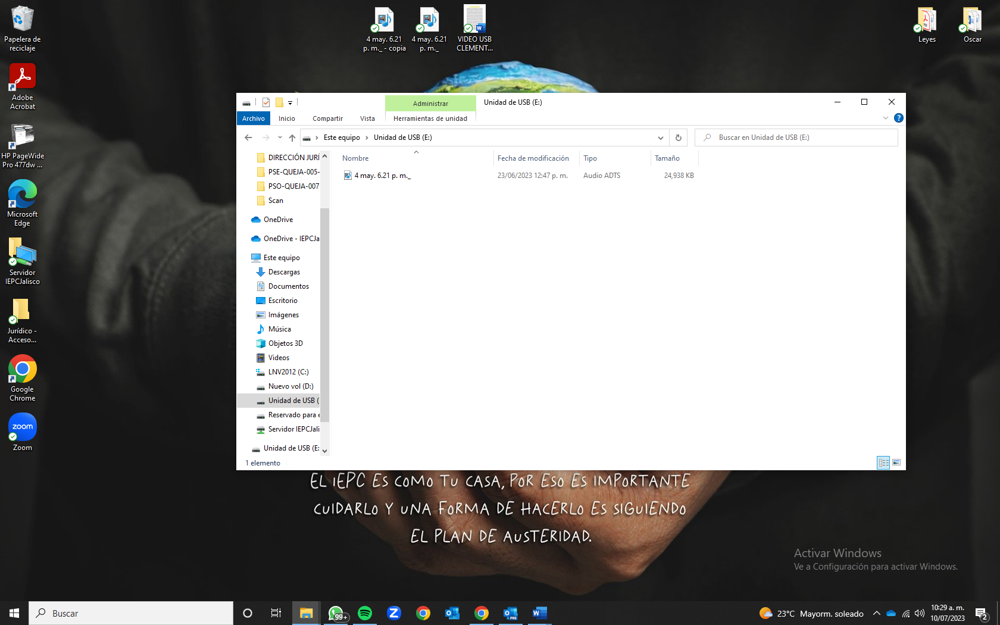 Papelera de
reciclaje
Adobe
Acrobat
HP PageWide
Pro 477dw ...
Microsoft
Edge
Servidor
IEPCJalisco
Jurídico -
Acceso...
Google
Chrome
zoom
Zoom
4 may. 6.21
p. m._ - copia
4 may. 6.21
p. m._
VIDEO USB
CLEMENT...
Leyes
Oscar
Administrar
Unidad de USB (E:)
Archivo
Inicio
Compartir
Vista
Herramientas de unidad
Este equipo
Unidad de USB (E:)
Buscar en Unidad de USB (E:)
DIRECCIÓN JURÍ
PSE-QUEJA-005-
PSO-QUEJA-007
Scan
OneDrive
OneDrive - IEPCJa
Este equipo
Descargas
Documentos
Escritorio
Imágenes
Música
Objetos 3D
Videos
LNV2012 (C:)
Nuevo vol (D:)
Unidad de USB (
Reservado para e
Servidor IEPCJali
Unidad de USB (E:
Nombre
Fecha de modificación
Tipo
Tamaño
4 may. 6.21 p. m._
23/06/2023 12:47 p. m.
Audio ADTS
24,938 KB
1 elemento
EL IEPC ES COMO TU CASA, POR ESO ES IMPORTANTE
CUIDARLO Y UNA FORMA DE HACERLO ES SIGUIENDO
EL PLAN DE AUSTERIDAD.
Activar Windows
Ve a Configuración para activar Windows.
Buscar
99+
PRE
23°C Mayorm. soleado
10:29 a. m.
10/07/2023
2